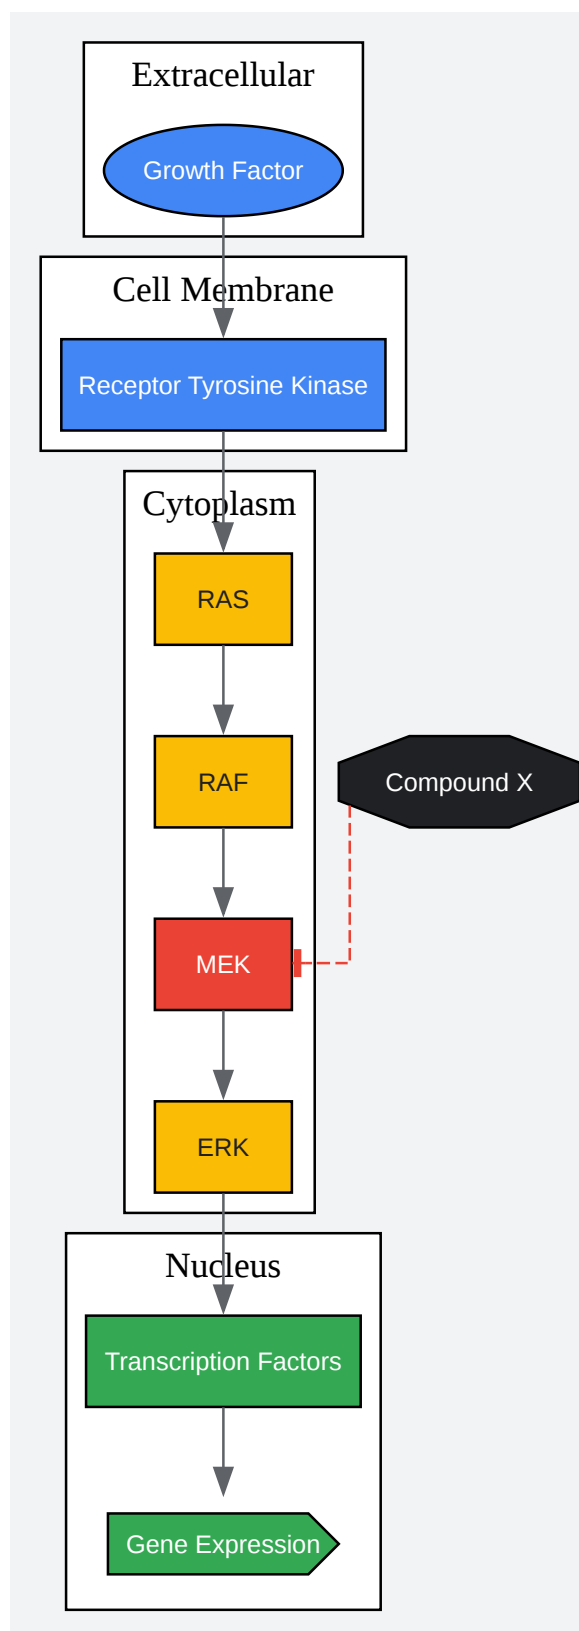 Extracellular
Growth Factor
Cell Membrane
Receptor Tyrosine Kinase
Cytoplasm
RAS
RAF
Compound X
MEK
ERK
Nucleus
Transcription Factors
Gene Expression